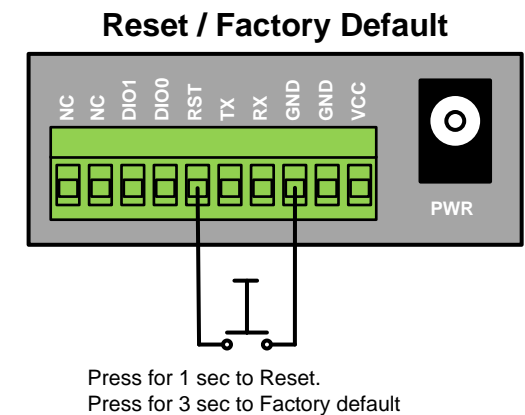 Reset / Factory Default
NC
NC
DIO1
DIO0
RST
TX
RX
GND
GND
VCC
PWR
Press for 1 sec to Reset.
Press for 3 sec to Factory default